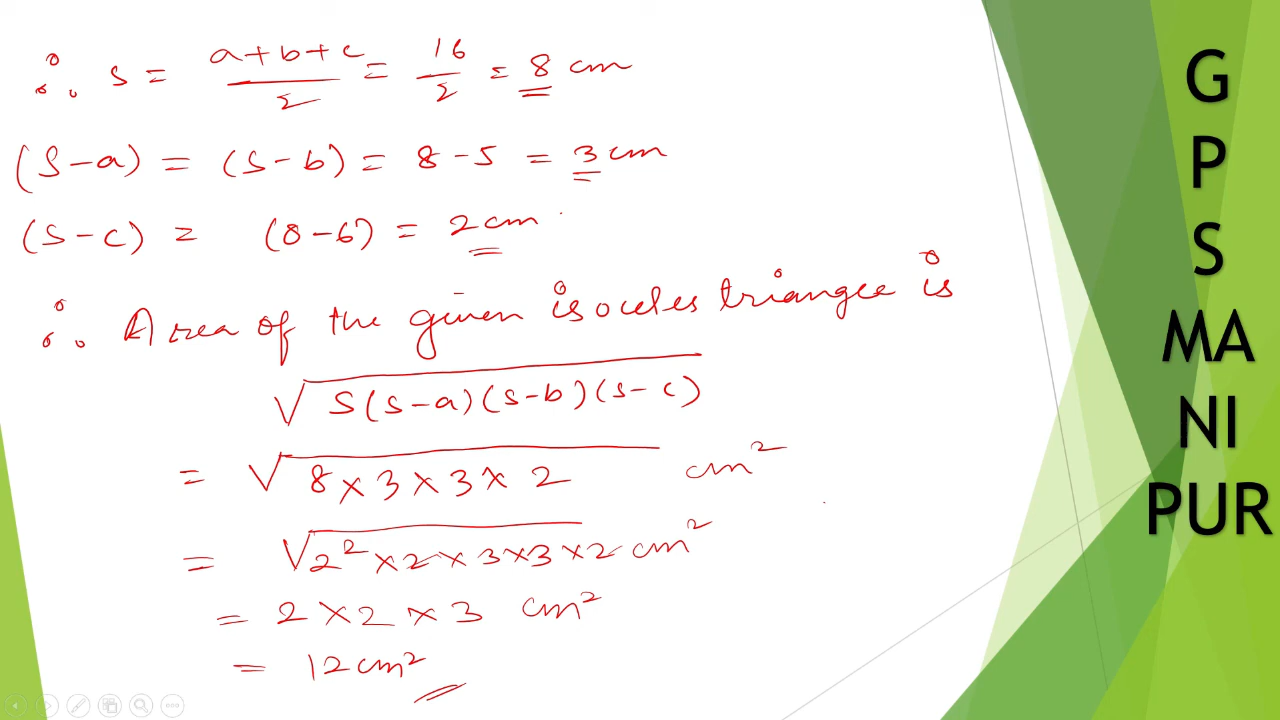 ∴ S = a+b+c/2 = 16/2 = 8 cm
(S-a) = (S-b) = 8-5 = 3 cm
(S-c) = (8-6) = 2 cm
∴ Area of the given isoceles triangle is
√S(S-a)(S-b)(S-c)
= √8×3×3×2 cm²
= √2²×2×3×3×2 cm²
= 2×2×3 cm²
= 12 cm²
G
P
S
MA
NI
PUR